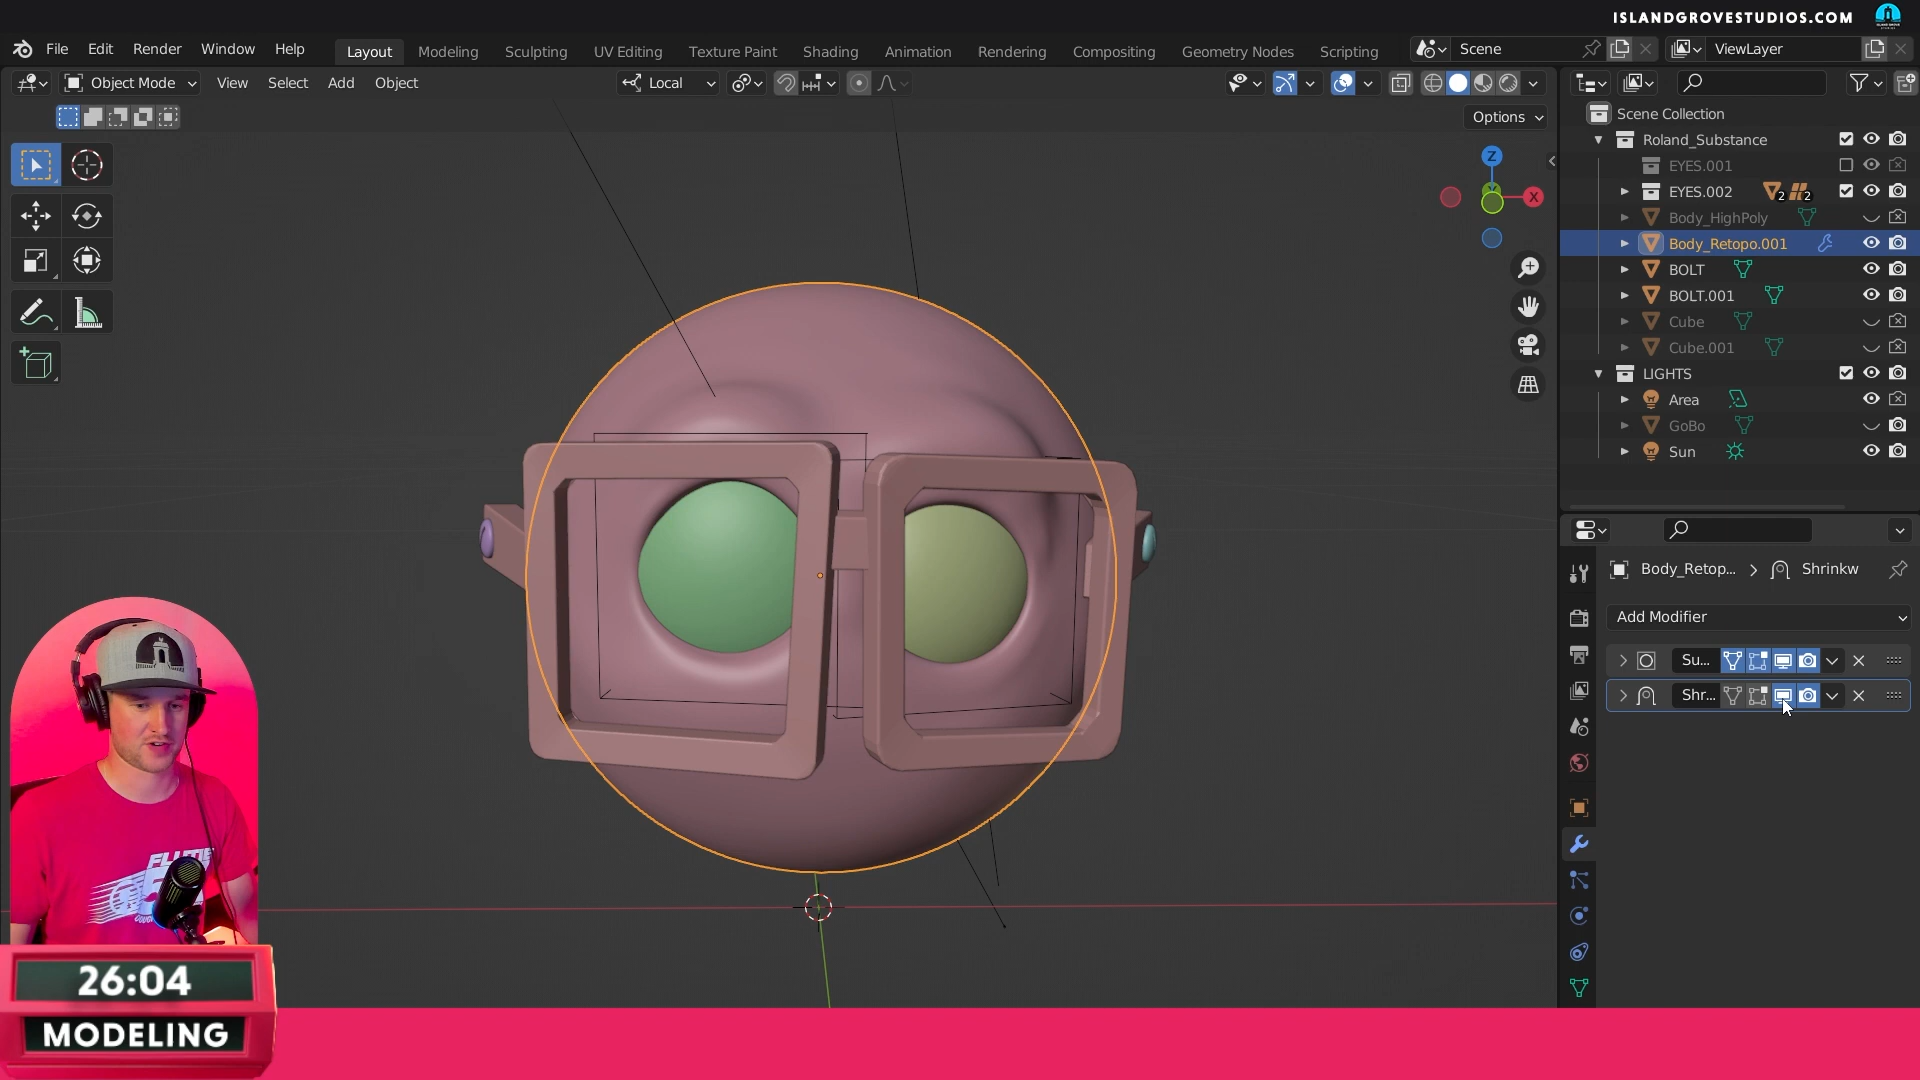 ISLANDGROVESTUDIOS.COM
File Edit Render Window Help
Layout Modeling Sculpting UV Editing Texture Paint Shading Animation Rendering Compositing Geometry Nodes Scripting
Scene
ViewLayer
Object Mode View Select Object Add Object
Local
Options
Z
X
Scene Collection
Roland_Substance
EYES.001
EYES.002 2 2
Body_HighPoly
Body_Retopo.001
BOLT
BOLT.001
Cube
Cube.001
LIGHTS
Area
GoBo
Sun
Body_Retop... Shrinkw
Add Modifier
Su...
Shr...
26:04
MODELING